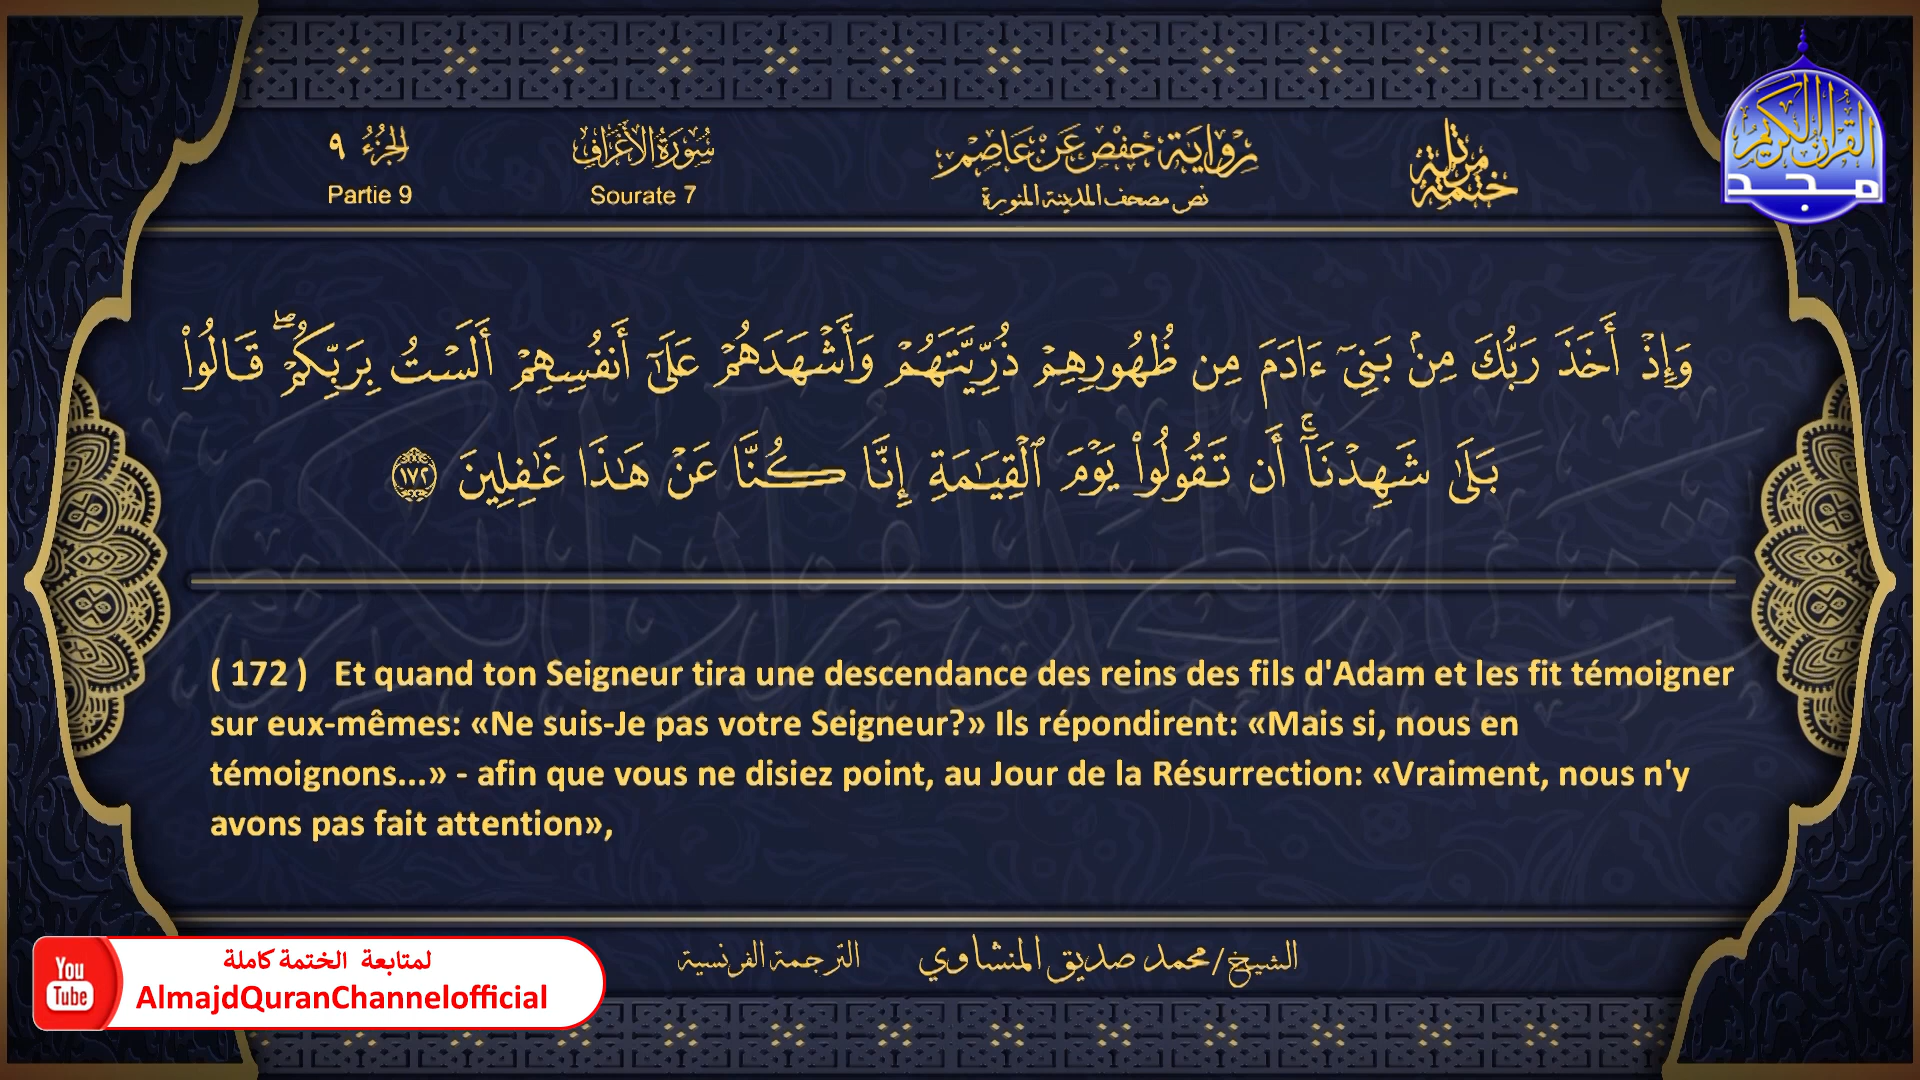 ختمة مرتلة
رواية حفص عن عاصم
نص مصحف المدينة المنورة
سورة الأعراف
Sourate 7
الجزء ٩
Partie 9
القرآن الكريم
مجد
وَإِذْ أَخَذَ رَبُّكَ مِنۢ بَنِىٓ ءَادَمَ مِن ظُهُورِهِمْ ذُرِّيَّتَهُمْ وَأَشْهَدَهُمْ عَلَىٰٓ أَنفُسِهِمْ أَلَسْتُ بِرَبِّكُمْ ۖ قَالُوا۟
بَلَىٰ شَهِدْنَآ ۚ أَن تَقُولُوا۟ يَوْمَ ٱلْقِيَـٰمَةِ إِنَّا كُنَّا عَنْ هَـٰذَا غَـٰفِلِينَ ١٧٢
( 172 ) Et quand ton Seigneur tira une descendance des reins des fils d'Adam et les fit témoigner
sur eux-mêmes: «Ne suis-Je pas votre Seigneur?» Ils répondirent: «Mais si, nous en
témoignons...» - afin que vous ne disiez point, au Jour de la Résurrection: «Vraiment, nous n'y
avons pas fait attention»,
الشيخ/محمد صديق المنشاوي
الترجمة الفرنسية
You
Tube
لمتابعة الختمة كاملة
AlmajdQuranChannelofficial